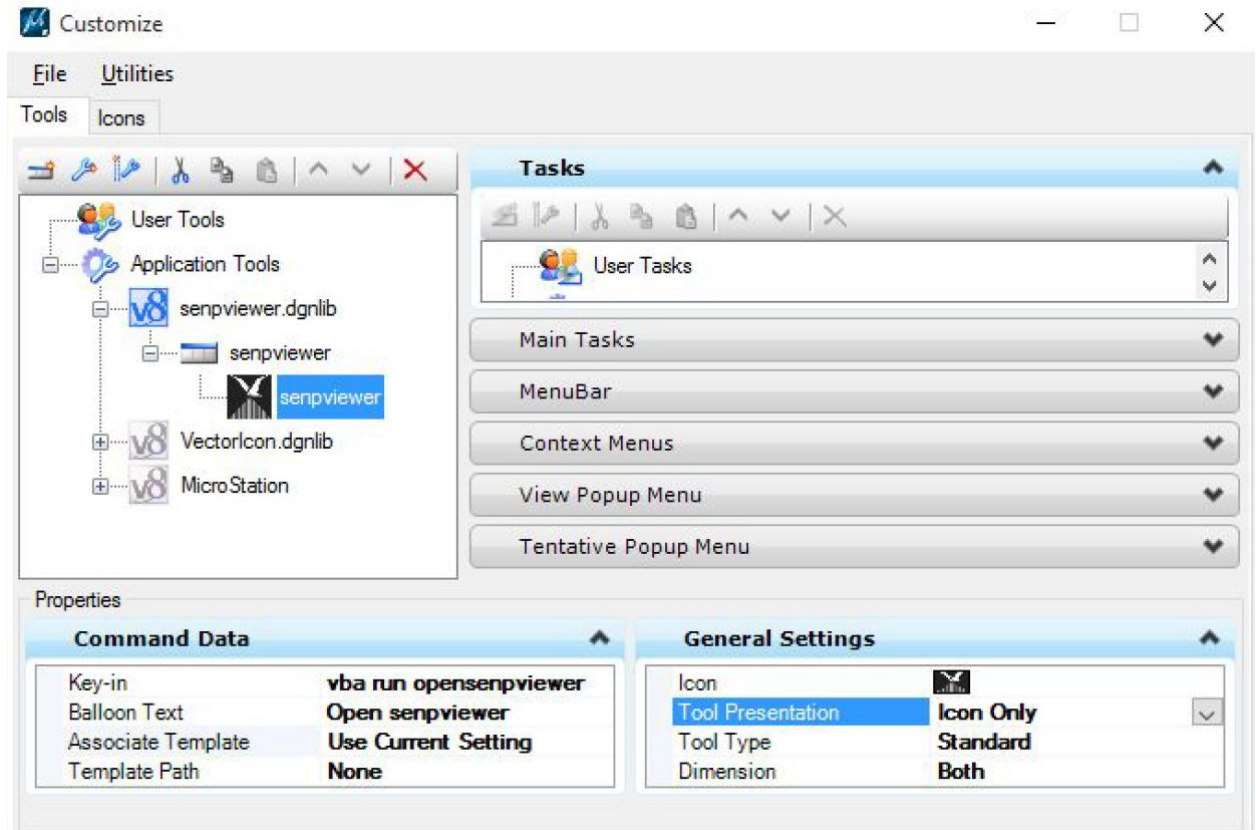 Customize
File Utilities
Tools Icons
User Tools
Application Tools
v8 senpviewer.dgnlib
senpviewer
senpviewer
v8 VectorIcon.dgnlib
v8 MicroStation
Tasks
User Tasks
Main Tasks
MenuBar
Context Menus
View Popup Menu
Tentative Popup Menu
Properties
Command Data
Key-in vba run opensenpviewer
Balloon Text Open senpviewer
Associate Template Use Current Setting
Template Path None
General Settings
Icon
Tool Presentation Icon Only
Tool Type Standard
Dimension Both